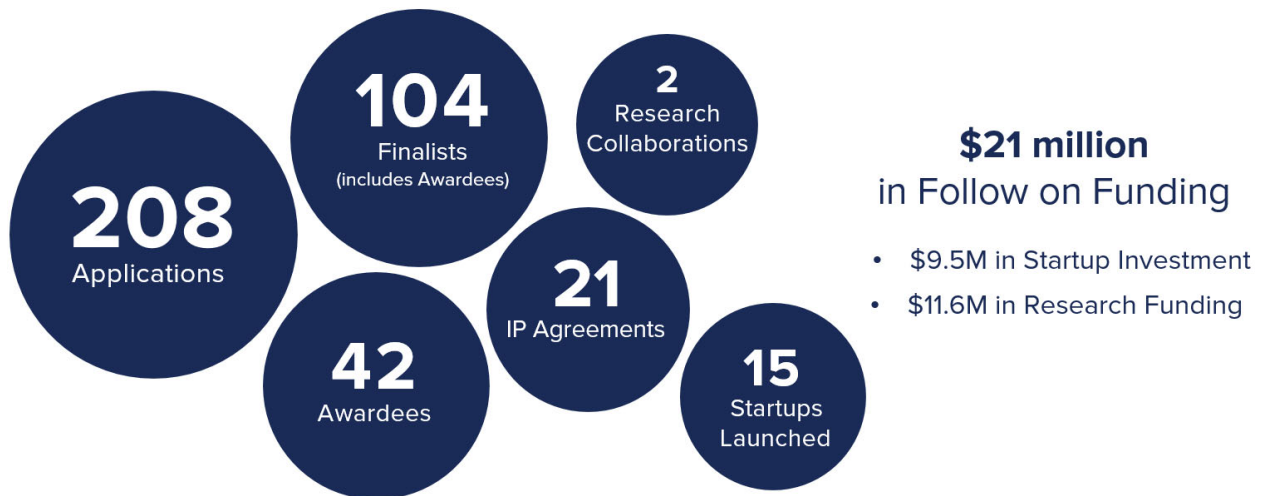 208
Applications
104
Finalists
(includes Awardees)
42
Awardees
2
Research
Collaborations
21
IP Agreements
15
Startups
Launched
$21 million
in Follow on Funding
• $9.5M in Startup Investment
• $11.6M in Research Funding